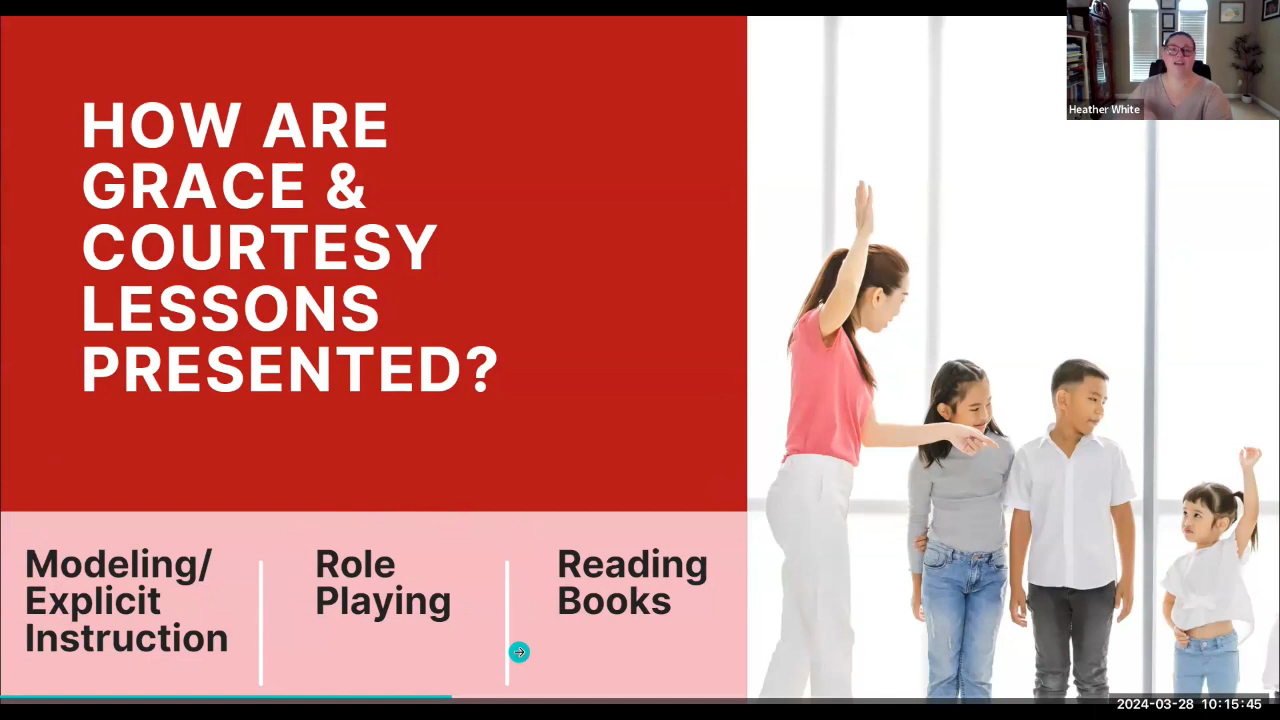 HOW ARE
GRACE &
COURTESY
LESSONS
PRESENTED?
Modeling/
Explicit
Instruction
Role
Playing
Reading
Books
Heather White
2024-03-28 10:15:45